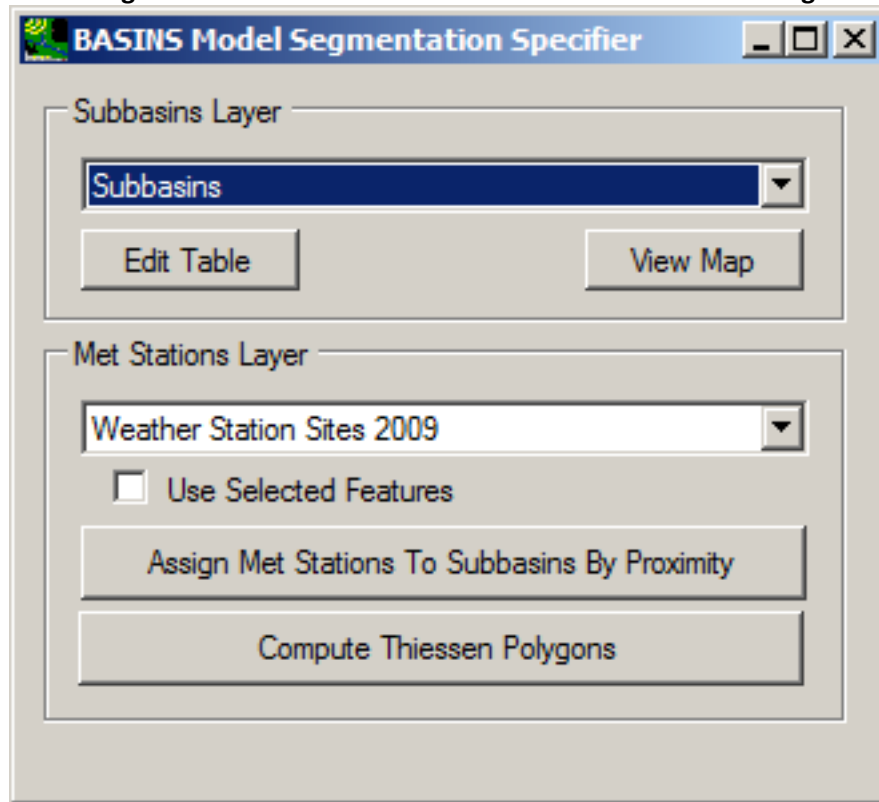 BASINS Model Segmentation Specifier
Subbasins Layer
Subbasins
Edit Table
View Map
Met Stations Layer
Weather Station Sites 2009
Use Selected Features
Assign Met Stations To Subbasins By Proximity
Compute Thiessen Polygons